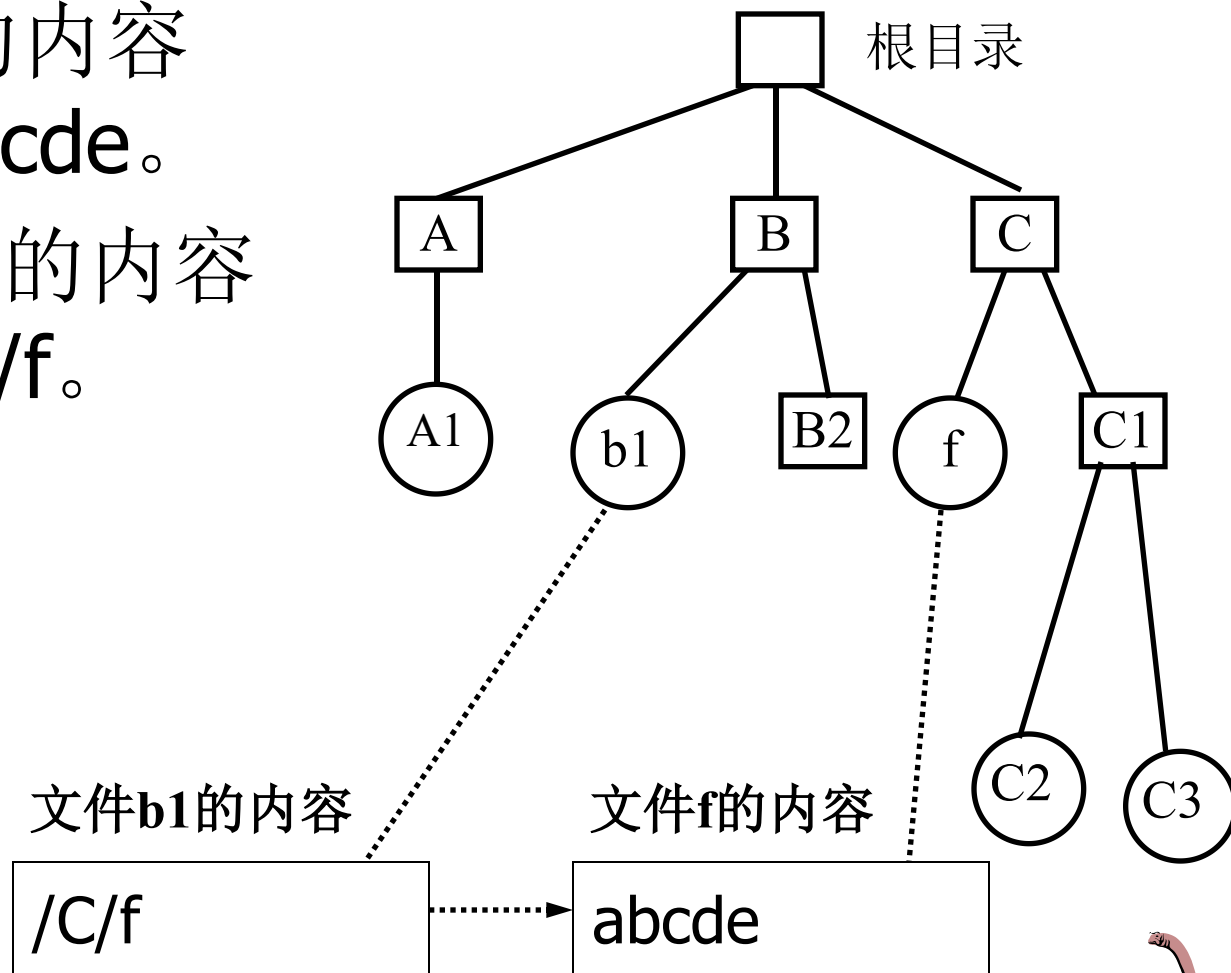 的内容
cde。
的内容
/f。
根目录
A
B
C
A1
b1
B2
f
C1
C2
C3
文件b1的内容
文件f的内容
/C/f
abcde